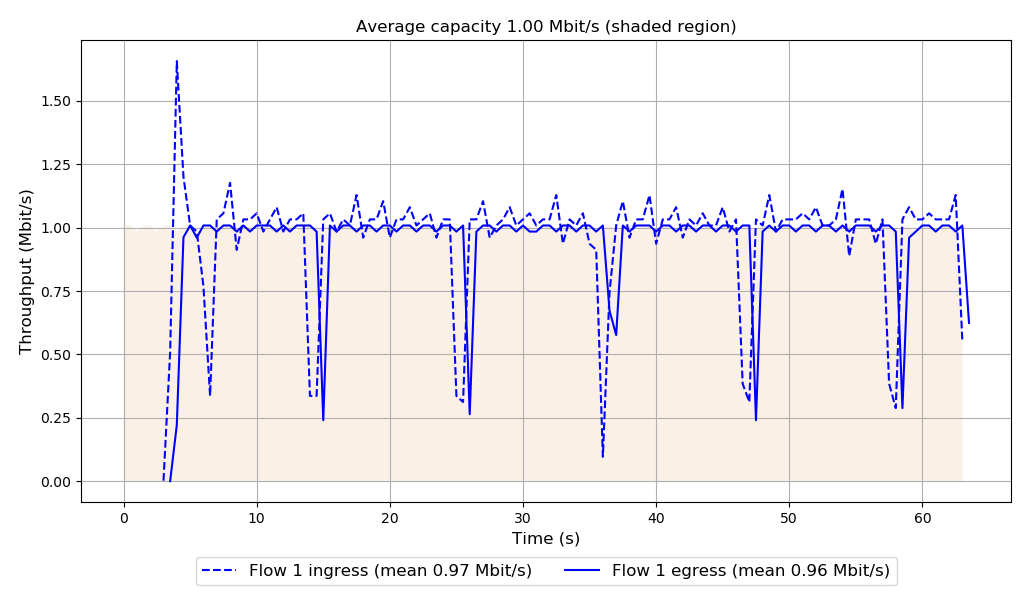 Average capacity 1.00 Mbit/s (shaded region)
Throughput (Mbit/s)
1.50
1.25
1.00
0.75
0.50
0.25
0.00
0 10 20 30 40 50 60
Time (s)
Flow 1 ingress (mean 0.97 Mbit/s) Flow 1 egress (mean 0.96 Mbit/s)